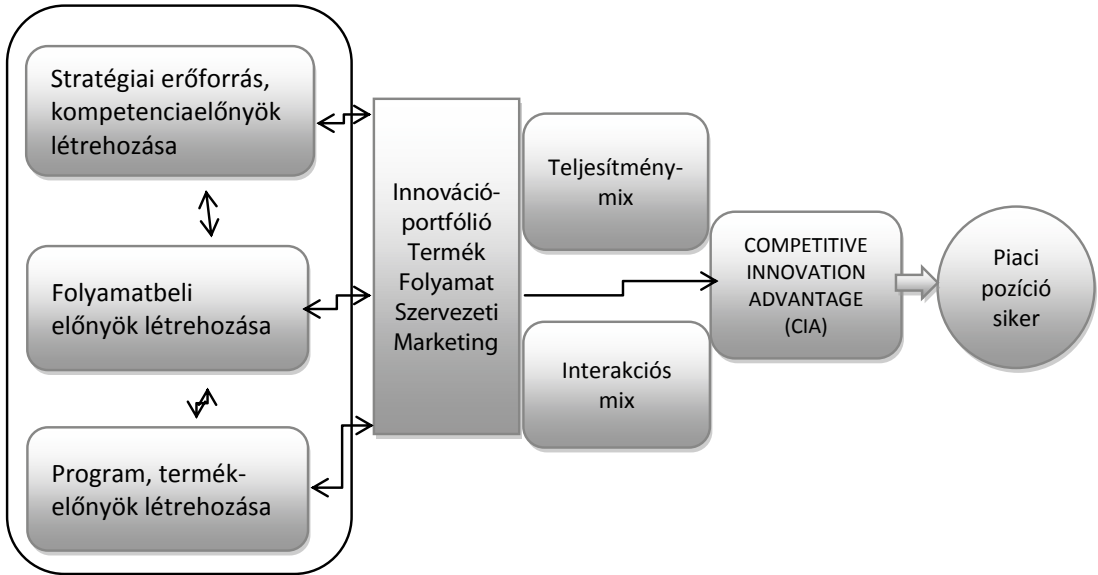 Stratégiai erőforrás,
kompetenciaelőnyök
létrehozása
Folyamatbeli
előnyök létrehozása
Program, termék-
előnyök létrehozása
Innováció-
portfólió
Termék
Folyamat
Szervezeti
Marketing
Teljesítmény-
mix
Interakciós
mix
COMPETITIVE
INNOVATION
ADVANTAGE
(CIA)
Piaci
pozíció
siker